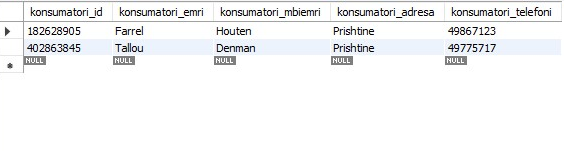 konsumatori_id konsumatori_emri konsumatori_mbiemri konsumatori_adresa konsumatori_telefoni
182628905 Farrel Houten Prishtine 49867123
402863845 Tallou Denman Prishtine 49775717
NULL NULL NULL NULL NULL